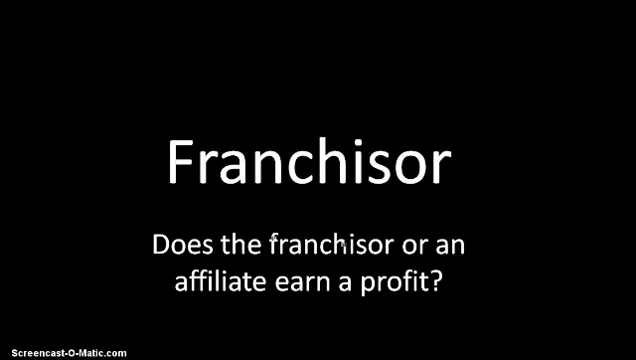 Franchisor
Does the franchisor or an
affiliate earn a profit?
Screencast-O-Matic.com